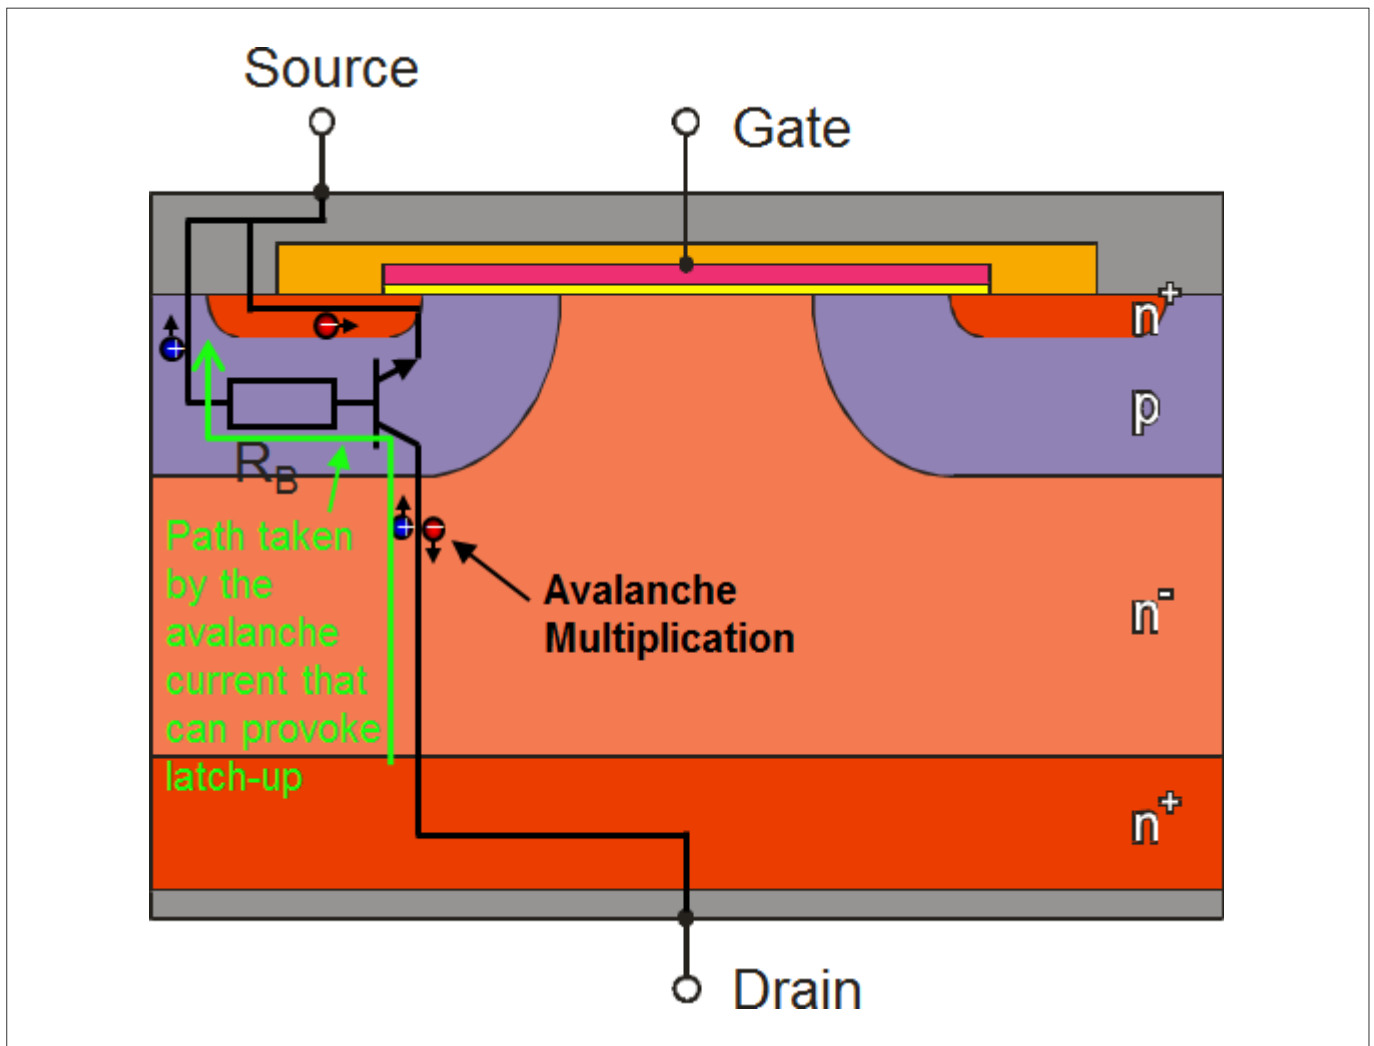 Source
Gate
n+
p
RB
Path taken
by the
avalanche
current that
can provoke
latch-up
Avalanche
Multiplication
n-
n+
Drain